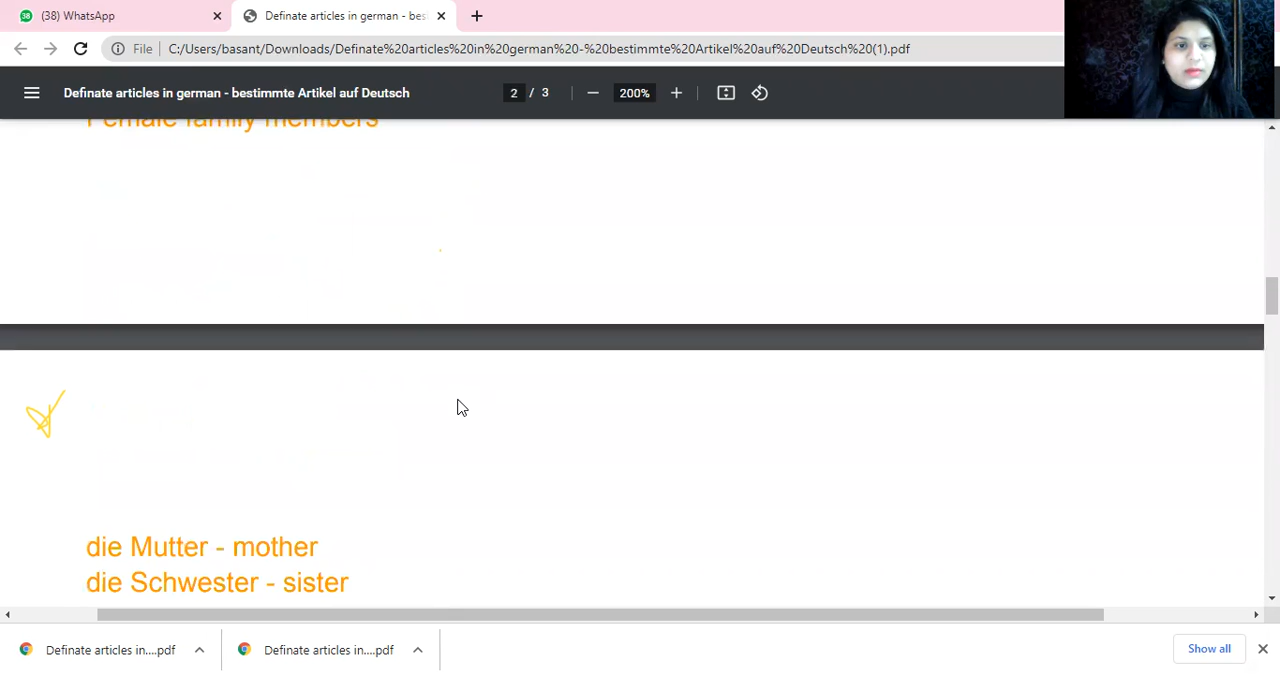 (38) WhatsApp
Definate articles in german - bes
File
C:/Users/basant/Downloads/Definate%20articles%20in%20german%20-%20bestimmte%20Artikel%20auf%20Deutsch%20(1).pdf
Definate articles in german - bestimmte Artikel auf Deutsch
2 / 3
200%
Female family members
die Mutter - mother
die Schwester - sister
Definate articles in....pdf
Definate articles in....pdf
Show all